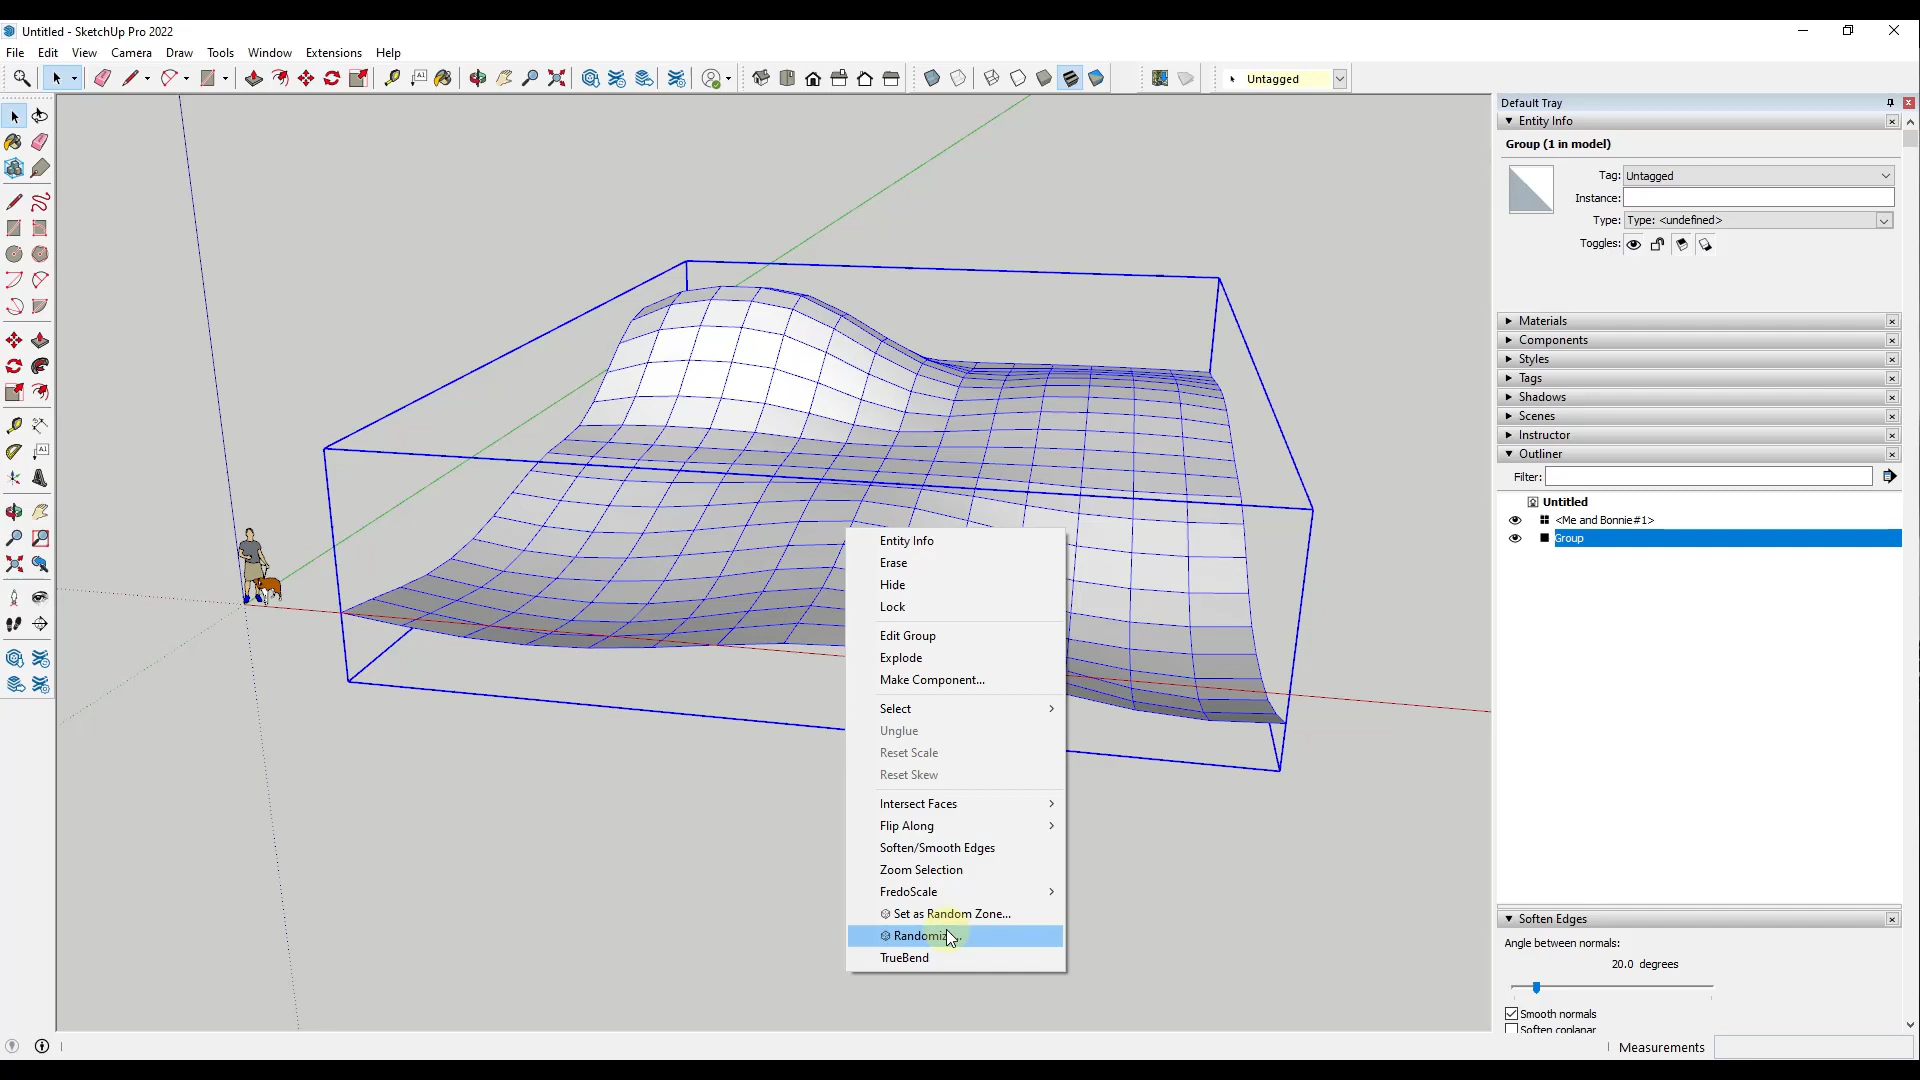 Untitled - SketchUp Pro 2022
File Edit View Camera Draw Tools Window Extensions Help
Untagged
Default Tray
Entity Info
Group (1 in model)
Tag: Untagged
Instance:
Type: Type: <undefined>
Toggles:
Materials
Components
Styles
Tags
Shadows
Scenes
Instructor
Outliner
Filter:
Untitled
<Me and Bonnie#1>
Group
Entity Info
Erase
Hide
Lock
Edit Group
Explode
Make Component...
Select
Unglue
Reset Scale
Reset Skew
Intersect Faces
Flip Along
Soften/Smooth Edges
Zoom Selection
FredoScale
Set as Random Zone...
TrueBend
Soften Edges
Angle between normals:
20.0 degrees
Smooth normals
Soften coplanar
Measurements